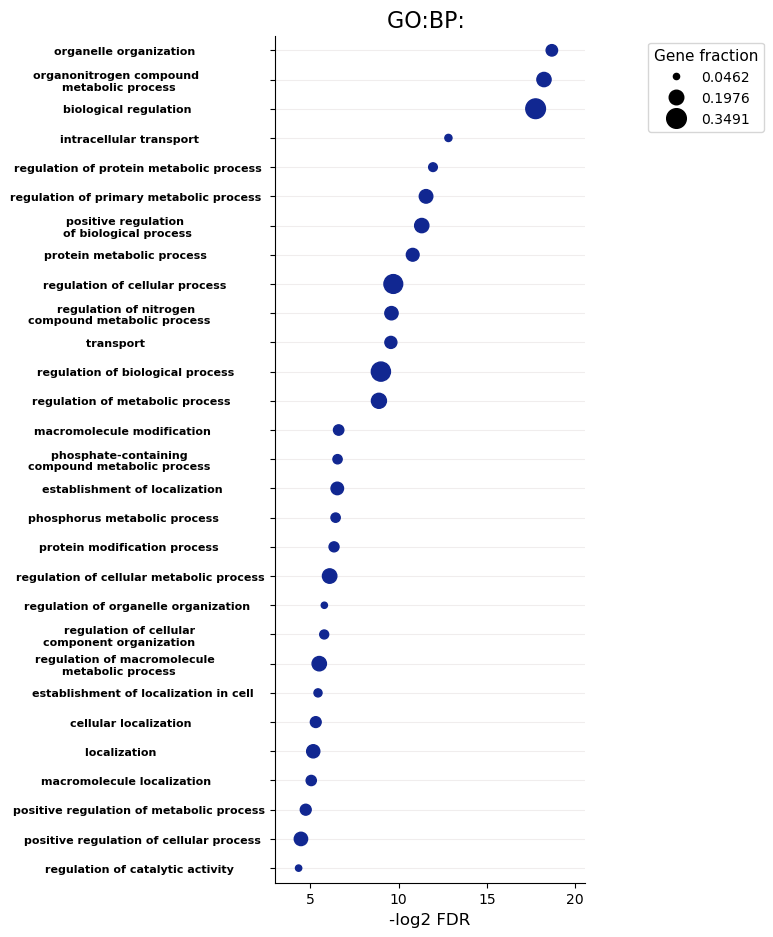 GO:BP:
organelle organization
organonitrogen compound
metabolic process
biological regulation
intracellular transport
regulation of protein metabolic process
regulation of primary metabolic process
positive regulation
of biological process
protein metabolic process
regulation of cellular process
regulation of nitrogen
compound metabolic process
transport
regulation of biological process
regulation of metabolic process
macromolecule modification
phosphate-containing
compound metabolic process
establishment of localization
phosphorus metabolic process
protein modification process
regulation of cellular metabolic process
regulation of organelle organization
regulation of cellular
component organization
regulation of macromolecule
metabolic process
establishment of localization in cell
cellular localization
localization
macromolecule localization
positive regulation of metabolic process
positive regulation of cellular process
regulation of catalytic activity
5 10 15 20
-log2 FDR
Gene fraction
0.0462
0.1976
0.3491